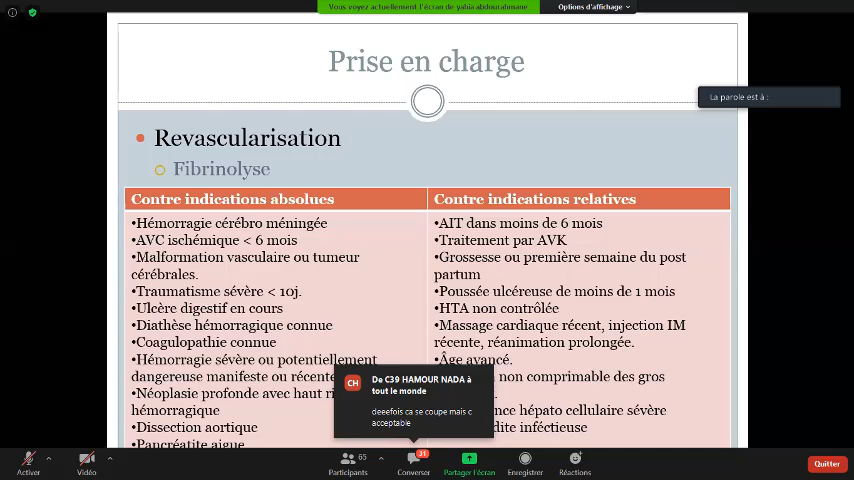 Vous voyez actuellement l'écran de yahia abdourahmane
Options d'affichage
Prise en charge
La parole est à :
Revascularisation
Fibrinolyse
Contre indications absolues
•Hémorragie cérébro méningée
•AVC ischémique < 6 mois
•Malformation vasculaire ou tumeur
cérébrales.
•Traumatisme sévère < 10j.
•Ulcère digestif en cours
•Diathèse hémorragique connue
•Coagulopathie connue
•Hémorragie sévère ou potentiellement
dangereuse manifeste ou récente
•Néoplasie profonde avec haut
hémorragique
•Dissection aortique
•Pancréatite aigue
Contre indications relatives
•AIT dans moins de 6 mois
•Traitement par AVK
•Grossesse ou première semaine du post
partum
•Poussée ulcéreuse de moins de 1 mois
•HTA non contrôlée
•Massage cardiaque récent, injection IM
récente, réanimation prolongée.
•Âge avancé.
non comprimable des gros
hépato cellulaire sévère
CH
De C39 HAMOUR NADA à
tout le monde
deeefois ca se coupe mais c
acceptable
Activer
Vidéo
65
Participants
31
Converser
Partager l'écran
Enregistrer
Réactions
Quitter